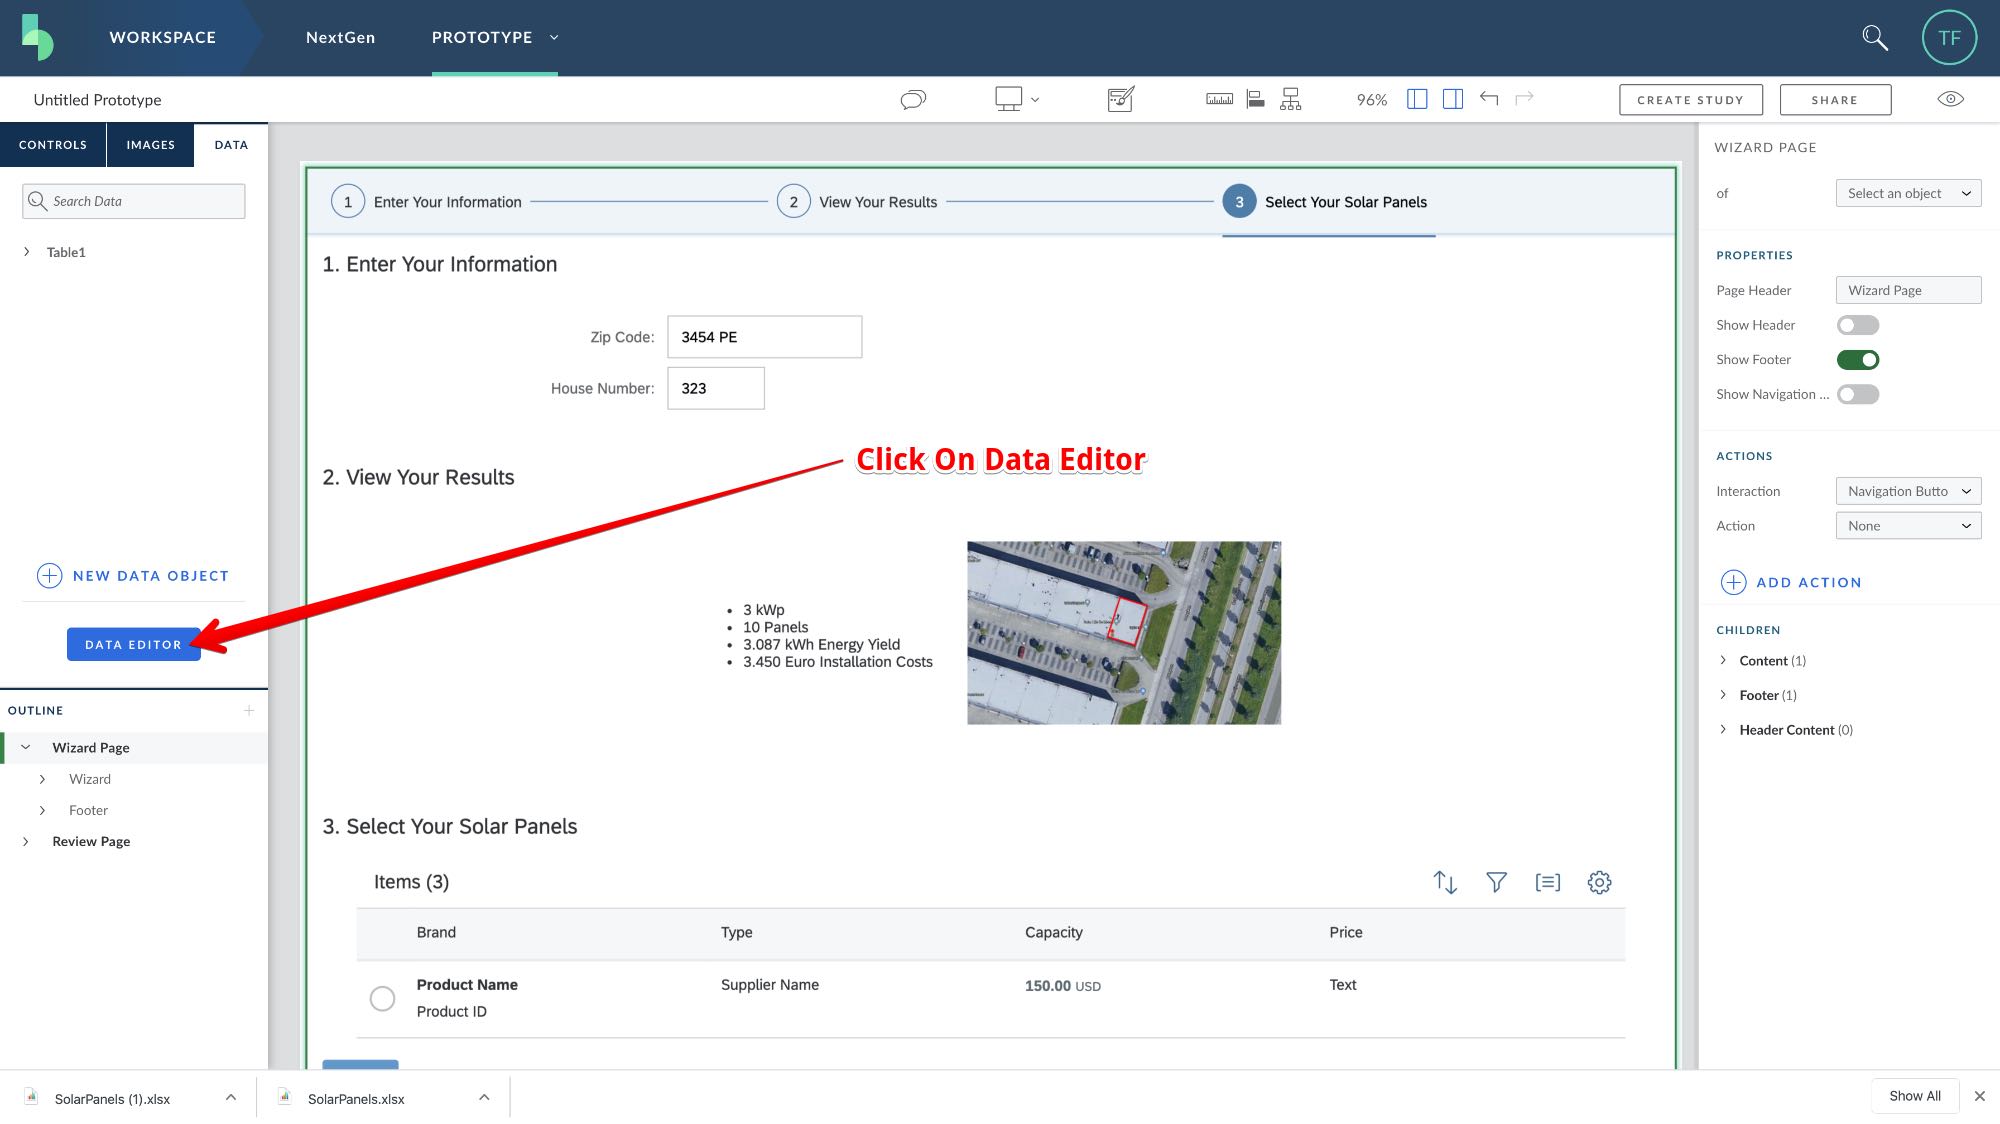 WORKSPACE
NextGen
PROTOTYPE
TF
Untitled Prototype
96%
CREATE STUDY
SHARE
CONTROLS
IMAGES
DATA
Search Data
Table1
NEW DATA OBJECT
DATA EDITOR
OUTLINE
Wizard Page
Wizard
Footer
Review Page
1 Enter Your Information
2 View Your Results
3 Select Your Solar Panels
1. Enter Your Information
Zip Code: 3454 PE
House Number: 323
Click On Data Editor
2. View Your Results
• 3 kWp
• 10 Panels
• 3.087 kWh Energy Yield
• 3.450 Euro Installation Costs
3. Select Your Solar Panels
Items (3)
Brand Type Capacity Price
Product Name Supplier Name 150.00 USD Text
Product ID
WIZARD PAGE
of Select an object
PROPERTIES
Page Header Wizard Page
Show Header
Show Footer
Show Navigation ...
ACTIONS
Interaction Navigation Butto
Action None
ADD ACTION
CHILDREN
Content (1)
Footer (1)
Header Content (0)
SolarPanels (1).xlsx
SolarPanels.xlsx
Show All